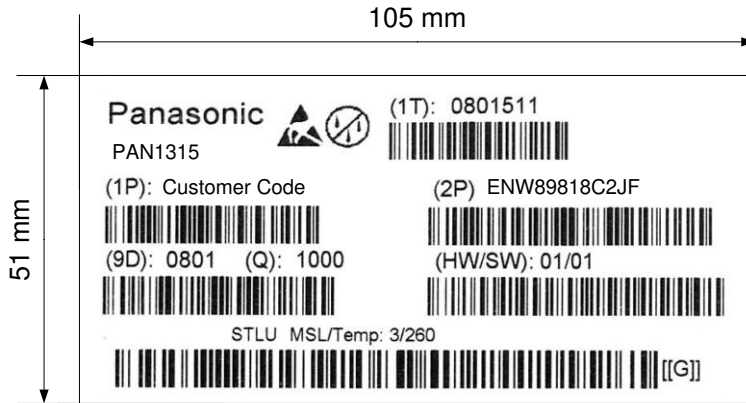 105 mm
51 mm
Panasonic
PAN1315
(1T): 0801511
(1P): Customer Code
(2P) ENW89818C2JF
(9D): 0801 (Q): 1000
(HW/SW): 01/01
STLU MSL/Temp: 3/260
[[G]]